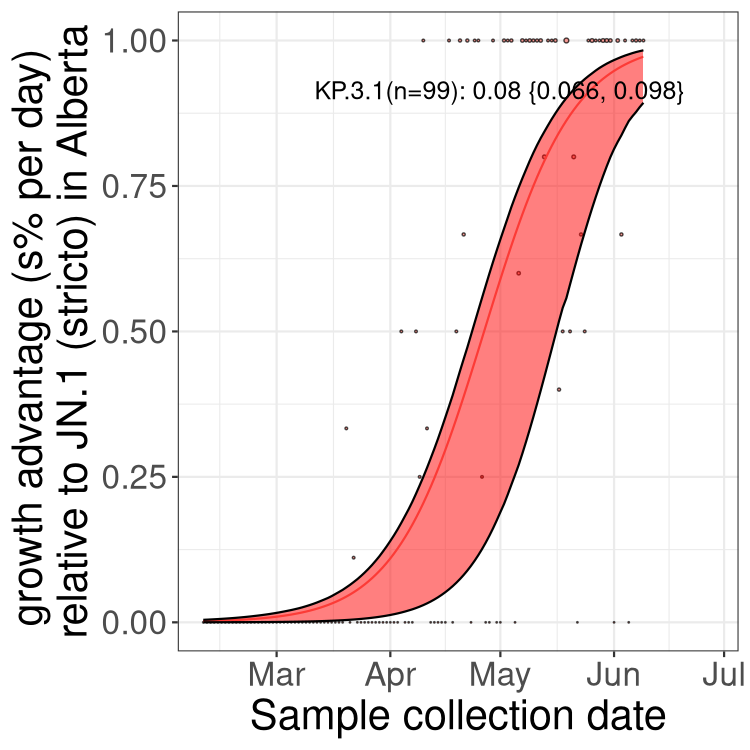 growth advantage (s% per day)
relative to JN.1 (stricto) in Alberta
1.00
0.75
0.50
0.25
0.00
KP.3.1(n=99): 0.08 {0.066, 0.098}
Mar Apr May Jun Jul
Sample collection date